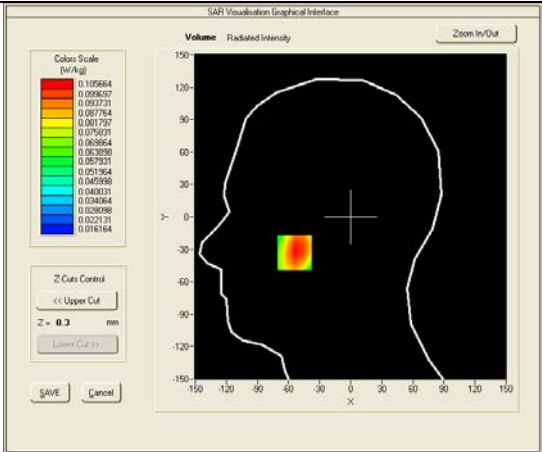 SAR Visualisation Graphical Interface
Volume Radiated Intensity
Zoom In/Out
Colors Scale
(W/kg)
0.105664
0.099697
0.093731
0.087764
0.081797
0.075831
0.069864
0.063898
0.057931
0.051964
0.045998
0.040031
0.034064
0.028098
0.022131
0.016164
Z-Cuts Control
<< Upper Cut
Z = 0.3 mm
Lower Cut >>
SAVE Cancel
150
120
90
60
30
0
-30
-60
-90
-120
-150
Y
-150 -120 -90 -60 -30 0 30 60 90 120 150
X